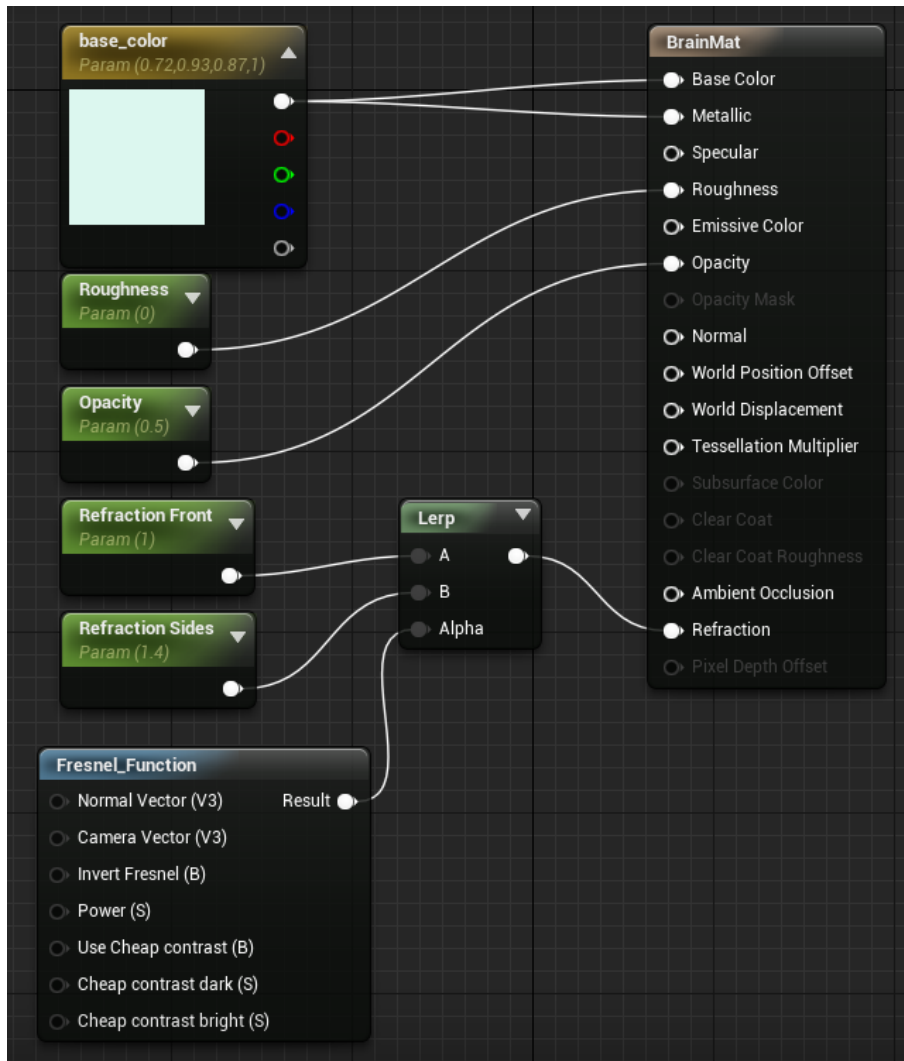 base_color
Param (0.72,0.93,0.87,1)
Roughness
Param (0)
Opacity
Param (0.5)
Refraction Front
Param (1)
Refraction Sides
Param (1.4)
Fresnel_Function
Normal Vector (V3)
Result
Camera Vector (V3)
Invert Fresnel (B)
Power (S)
Use Cheap contrast (B)
Cheap contrast dark (S)
Cheap contrast bright (S)
Lerp
A
B
Alpha
BrainMat
Base Color
Metallic
Specular
Roughness
Emissive Color
Opacity
Opacity Mask
Normal
World Position Offset
World Displacement
Tessellation Multiplier
Subsurface Color
Clear Coat
Clear Coat Roughness
Ambient Occlusion
Refraction
Pixel Depth Offset